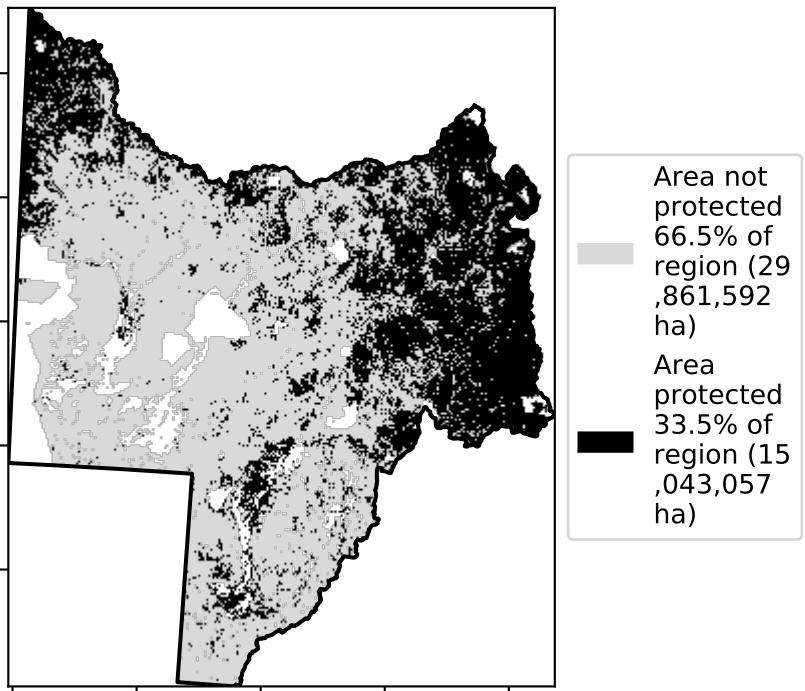 Area not
protected
66.5% of
region (29
,861,592
ha)
Area
protected
33.5% of
region (15
,043,057
ha)